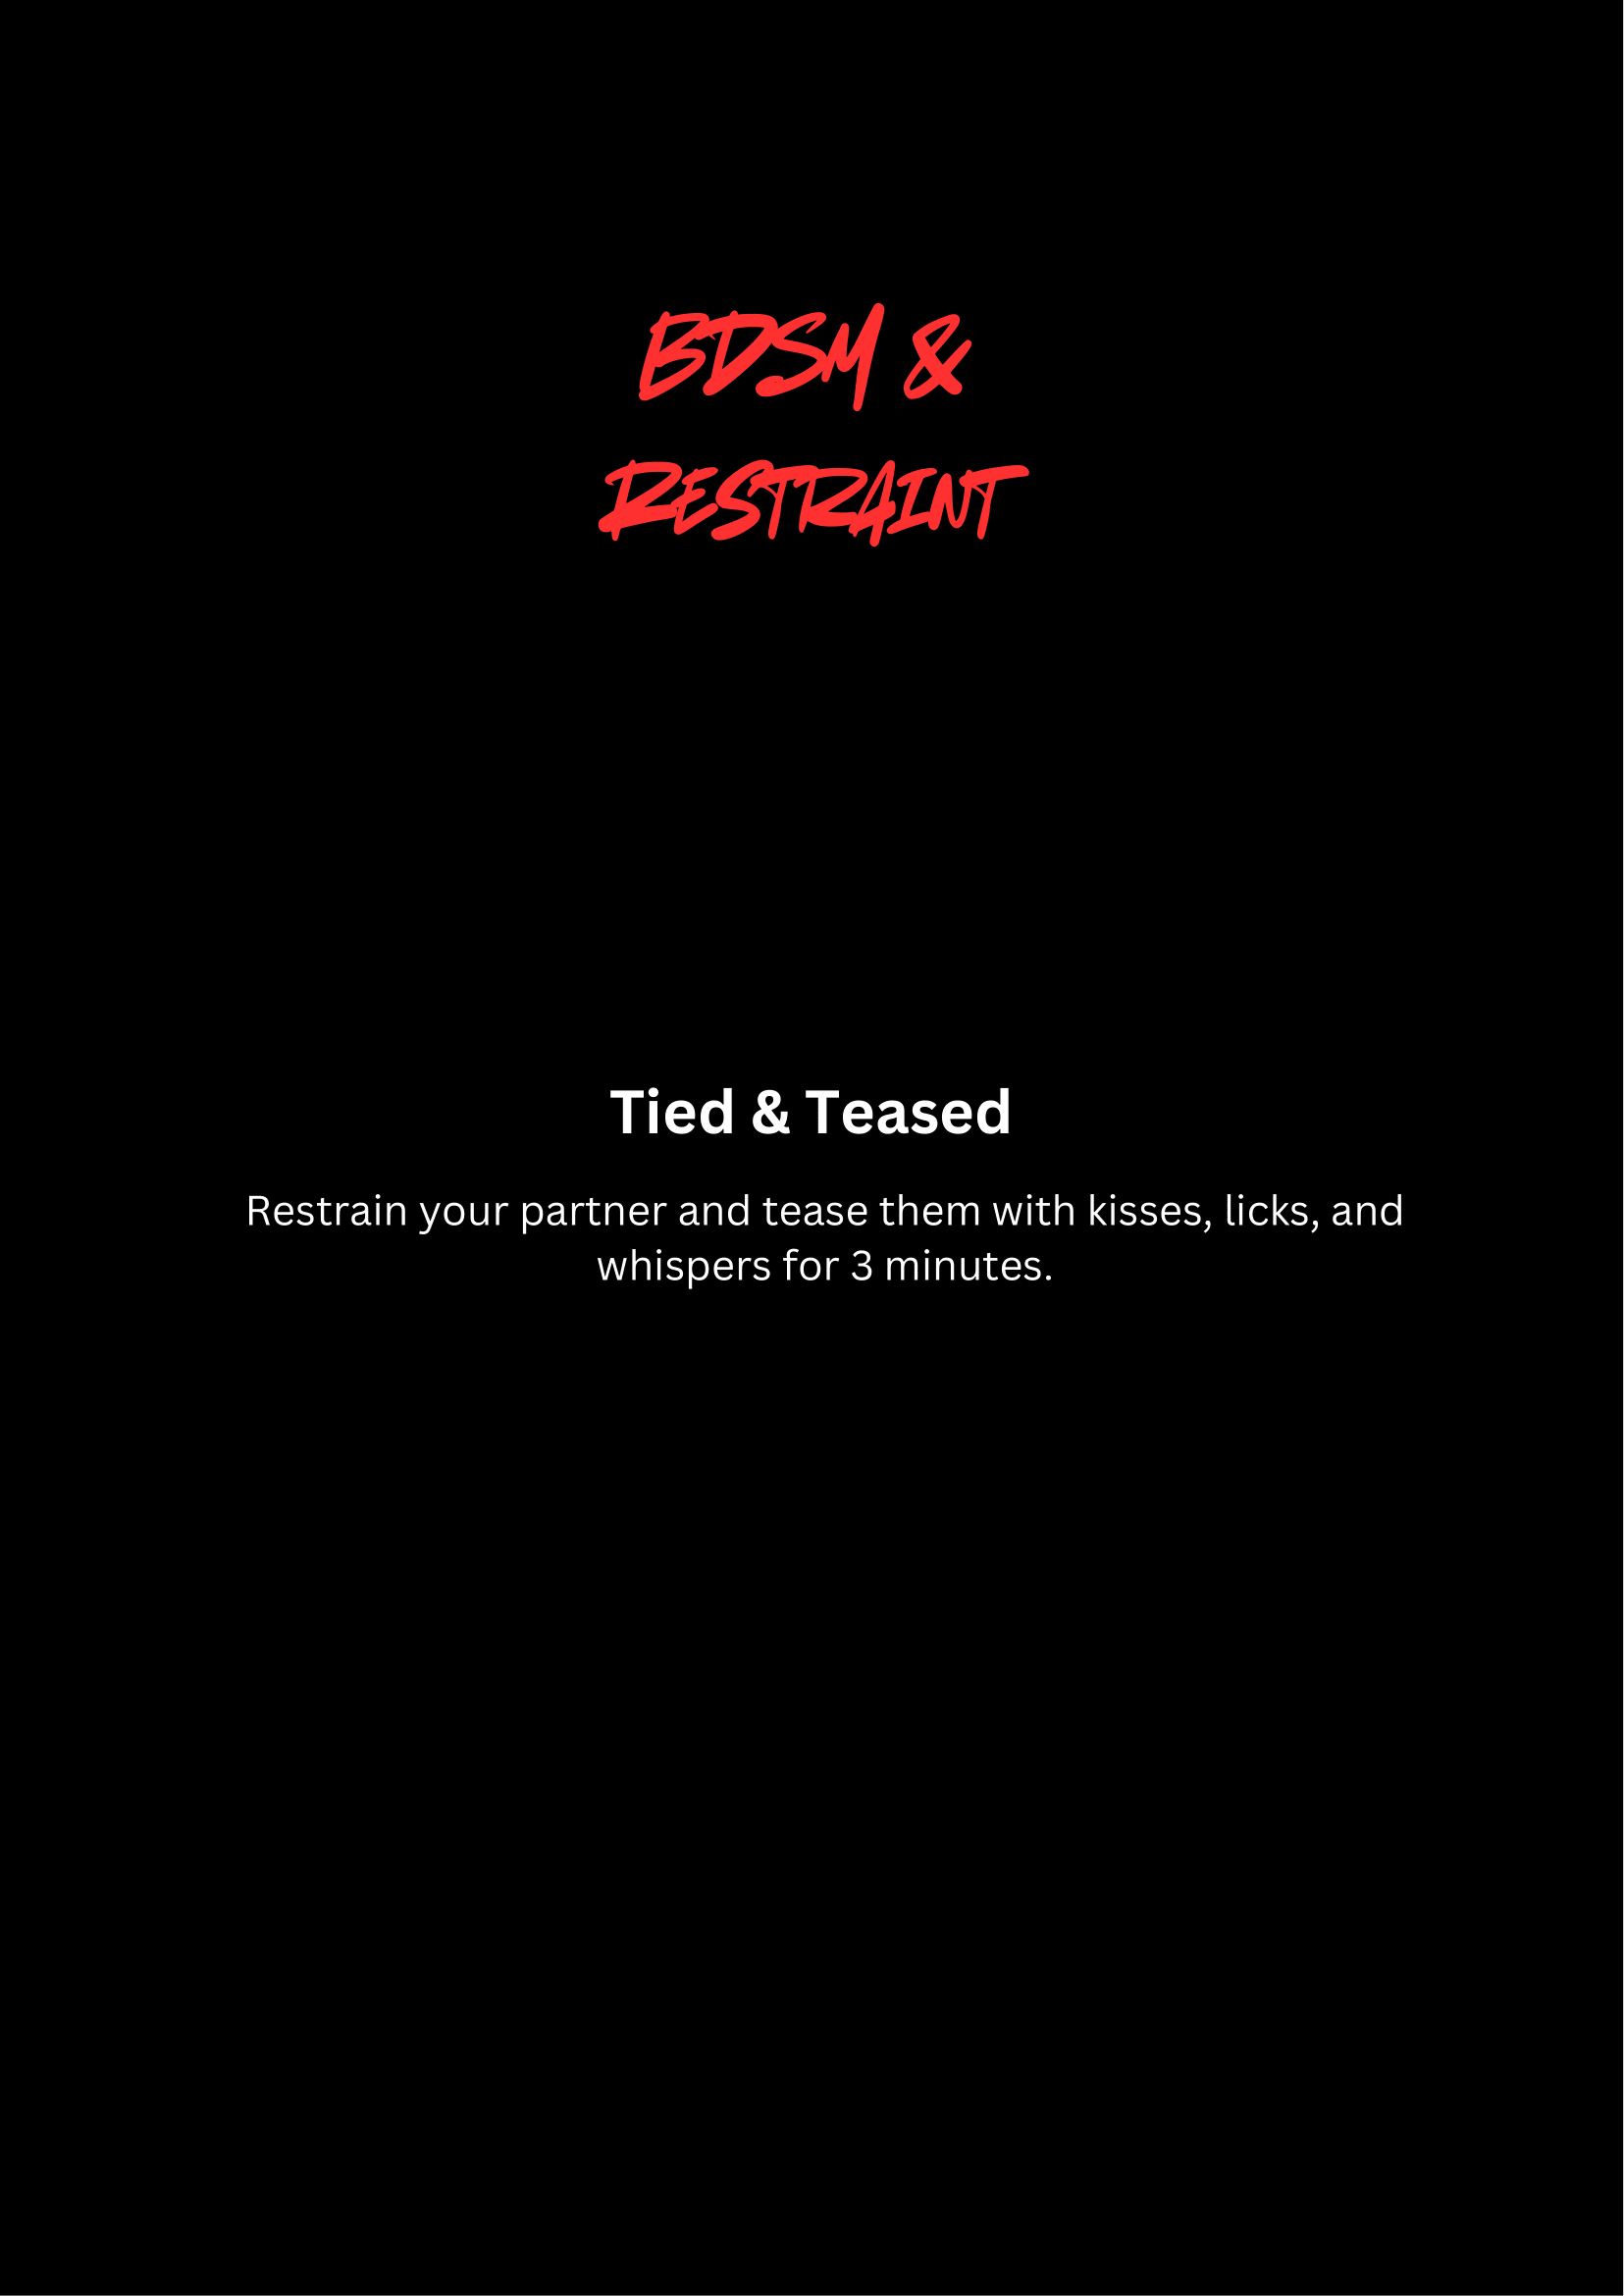 BDSM &
RESTRAINT
Tied & Teased
Restrain your partner and tease them with kisses, licks, and
whispers for 3 minutes.